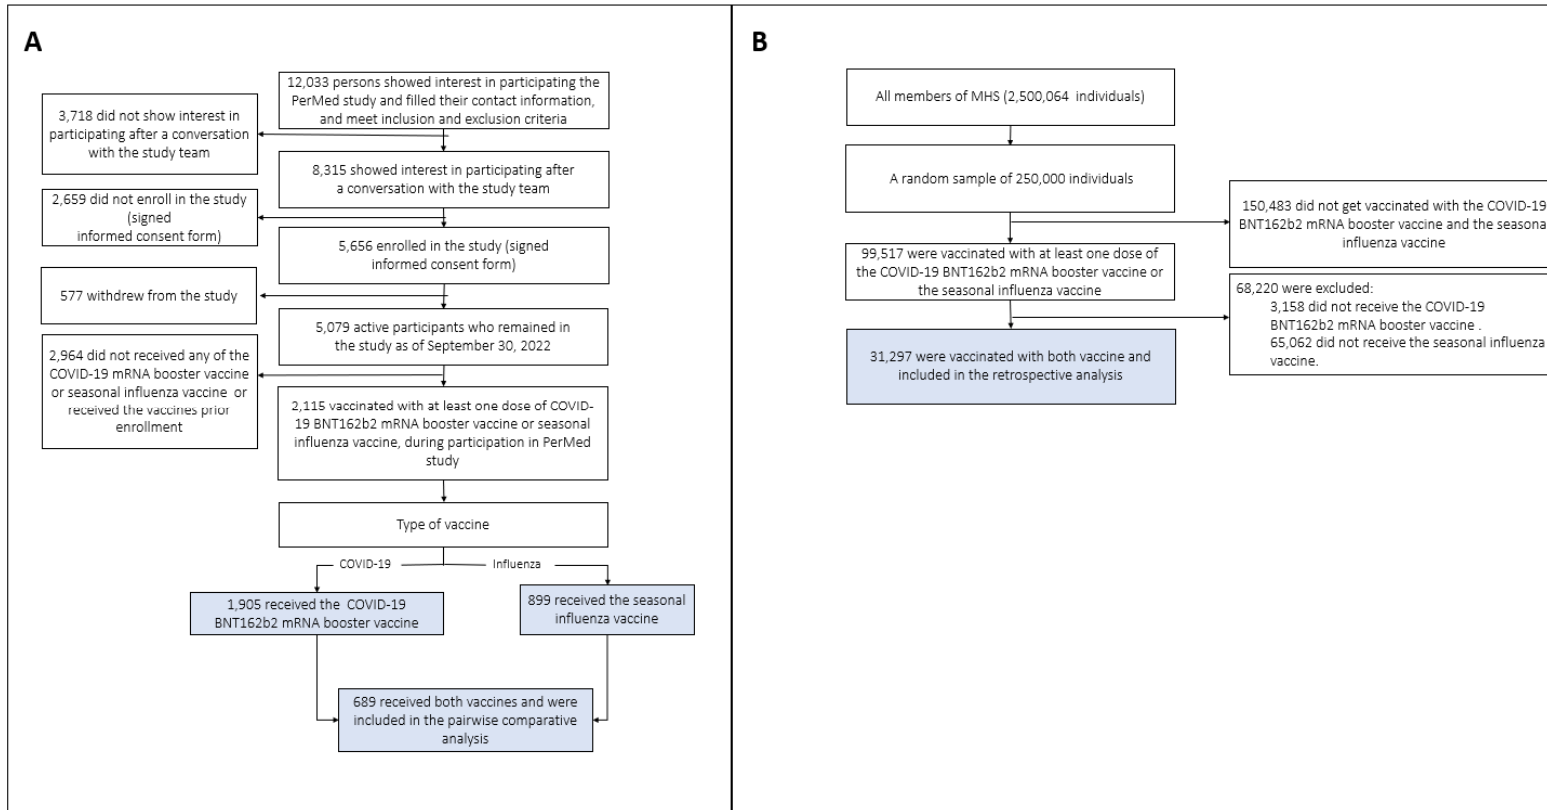 A
12,033 persons showed interest in participating the
PerMed study and filled their contact information,
and meet inclusion and exclusion criteria
3,718 did not show interest in
participating after a conversation
with the study team
8,315 showed interest in participating after
a conversation with the study team
2,659 did not enroll in the study
(signed
informed consent form)
5,656 enrolled in the study (signed
informed consent form)
577 withdrew from the study
5,079 active participants who remained in
the study as of September 30, 2022
2,964 did not received any of the
COVID-19 mRNA booster vaccine
or seasonal influenza vaccine or
received the vaccines prior
enrollment
2,115 vaccinated with at least one dose of COVID-
19 BNT162b2 mRNA booster vaccine or seasonal
influenza vaccine, during participation in PerMed
study
Type of vaccine
COVID-19
Influenza
1,905 received the COVID-19
BNT162b2 mRNA booster vaccine
899 received the seasonal
influenza vaccine
689 received both vaccines and were
included in the pairwise comparative
analysis
B
All members of MHS (2,500,064 individuals)
A random sample of 250,000 individuals
150,483 did not get vaccinated with the COVID-19
BNT162b2 mRNA booster vaccine and the seasona
influenza vaccine
99,517 were vaccinated with at least one dose of
the COVID-19 BNT162b2 mRNA booster vaccine or
the seasonal influenza vaccine
68,220 were excluded:
3,158 did not receive the COVID-19
BNT162b2 mRNA booster vaccine .
65,062 did not receive the seasonal influenza
vaccine.
31,297 were vaccinated with both vaccine and
included in the retrospective analysis